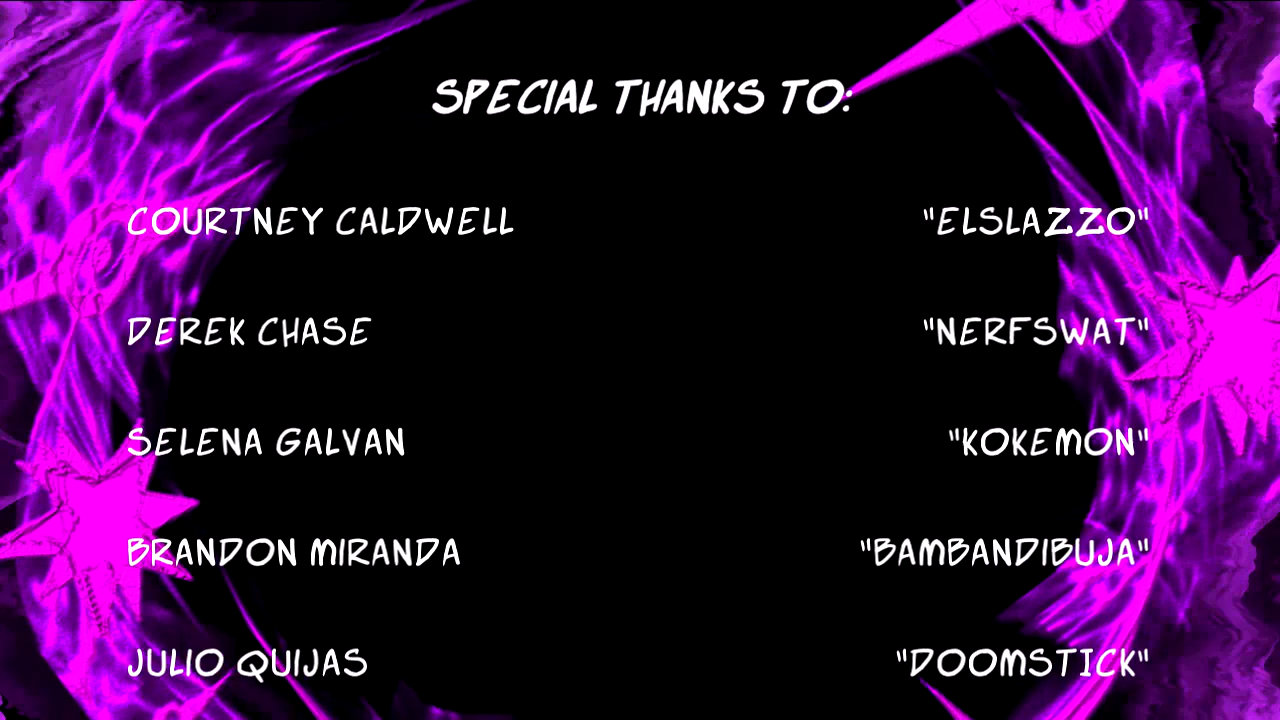 SPECIAL THANKS TO:
COURTNEY CALDWELL "ELSLAZZO"
DEREK CHASE "NERFSWAT"
SELENA GALVAN "KOKEMON"
BRANDON MIRANDA "BAMBANDIBUJA"
JULIO QUIJAS "DOOMSTICK"